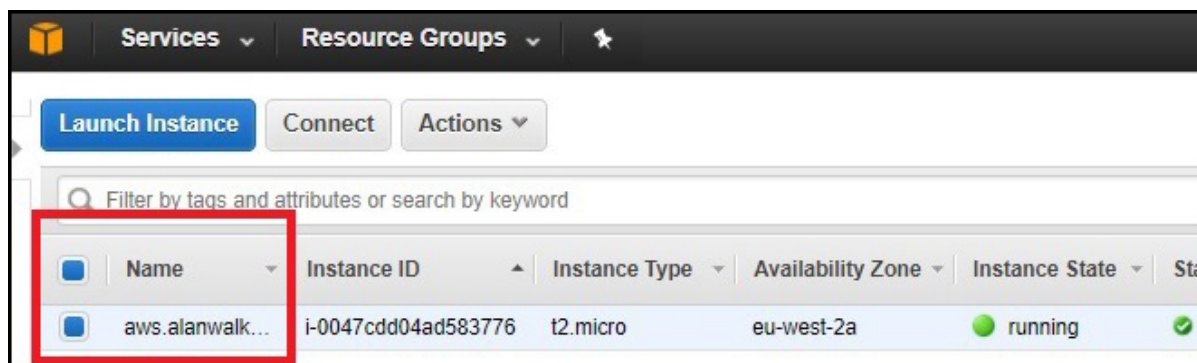 Services Resource Groups
Launch Instance Connect Actions
Filter by tags and attributes or search by keyword
Name Instance ID Instance Type Availability Zone Instance State Sta
aws.alanwalk... i-0047cdd04ad583776 t2.micro eu-west-2a running